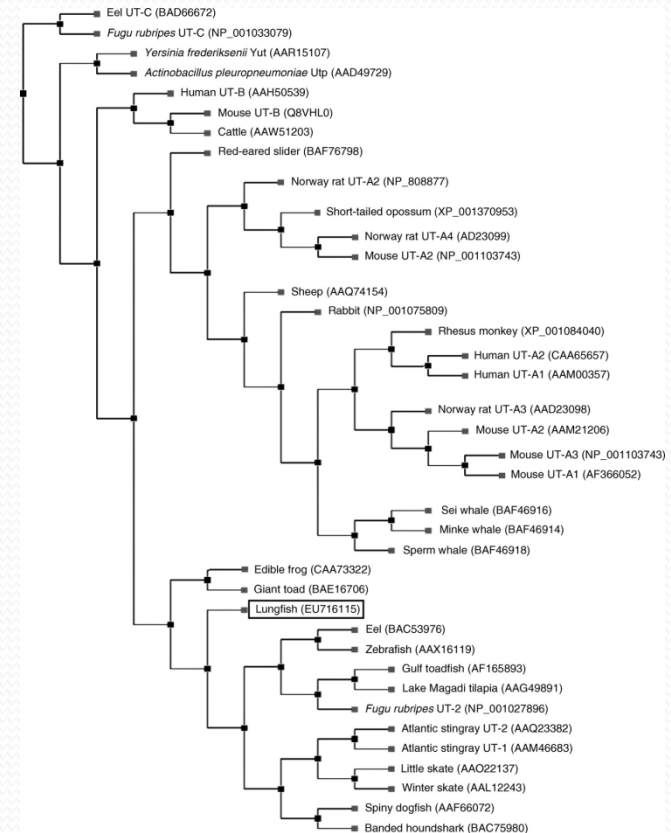 Eel UT-C (BAD66672)
Fugu rubripes UT-C (NP_001033079)
Yersinia frederiksenii Yut (AAR15107)
Actinobacillus pleuropneumoniae Utp (AAD49729)
Human UT-B (AAH50539)
Mouse UT-B (Q8VHL0)
Cattle (AAW51203)
Red-eared slider (BAF76798)
Norway rat UT-A2 (NP_808877)
Short-tailed opossum (XP_001370953)
Norway rat UT-A4 (AD23099)
Mouse UT-A2 (NP_001103743)
Sheep (AAQ74154)
Rabbit (NP_001075809)
Rhesus monkey (XP_001084040)
Human UT-A2 (CAA65657)
Human UT-A1 (AAM00357)
Norway rat UT-A3 (AAD23098)
Mouse UT-A2 (AAM21206)
Mouse UT-A3 (NP_001103743)
Mouse UT-A1 (AF366052)
Sei whale (BAF46916)
Minke whale (BAF46914)
Sperm whale (BAF46918)
Edible frog (CAA73322)
Giant toad (BAE16706)
Lungfish (EU716115)
Eel (BAC53976)
Zebrafish (AAX16119)
Gulf toadfish (AF165893)
Lake Magadi tilapia (AAG49891)
Fugu rubripes UT-2 (NP_001027896)
Atlantic stingray UT-2 (AAQ23382)
Atlantic stingray UT-1 (AAM46683)
Little skate (AAO22137)
Winter skate (AAL12243)
Spiny dogfish (AAF66072)
Banded houndshark (BAC75980)